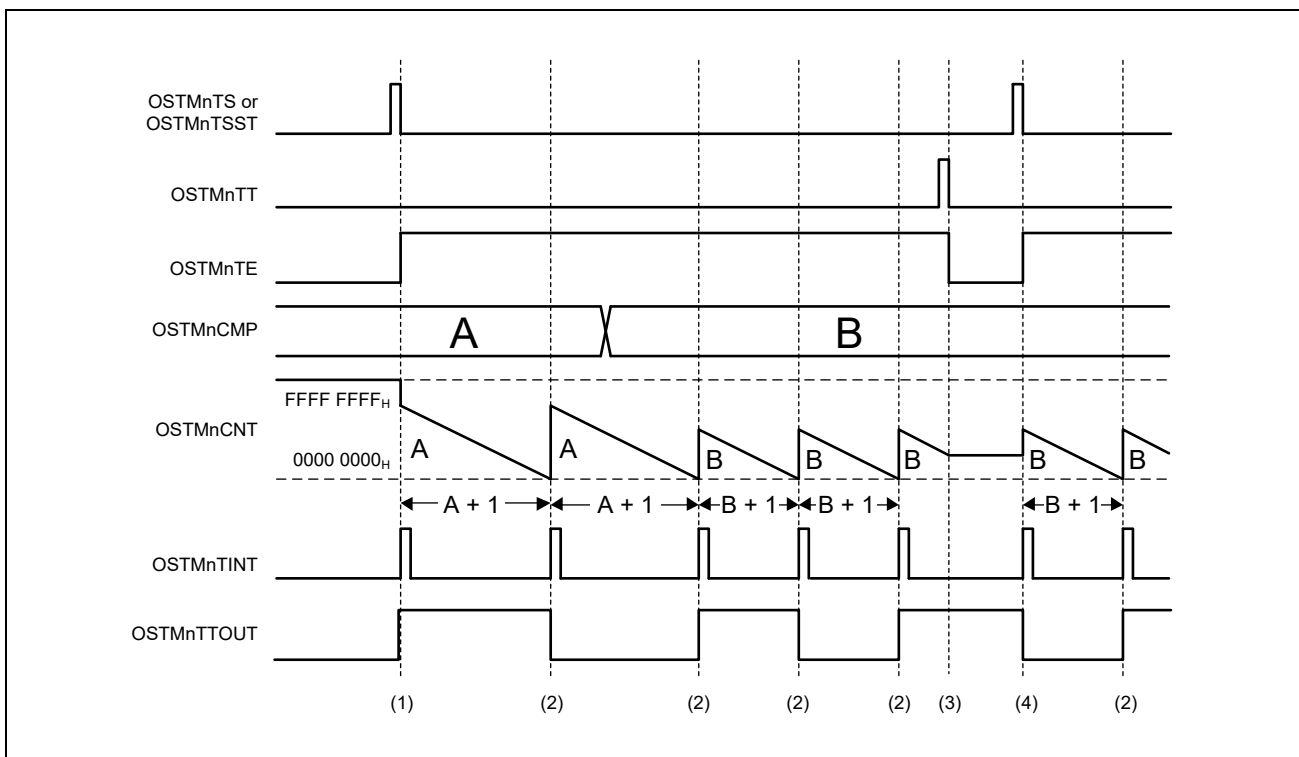 OSTMnTS or
OSTMnTSST
OSTMnTT
OSTMnTE
OSTMnCMP
A
B
FFFF FFFFH
OSTMnCNT
0000 0000H
A
A
B
B
B
B
B
A + 1
A + 1
B + 1
B + 1
B + 1
OSTMnTINT
OSTMnTTOUT
(1)
(2)
(2)
(2)
(2)
(3)
(4)
(2)